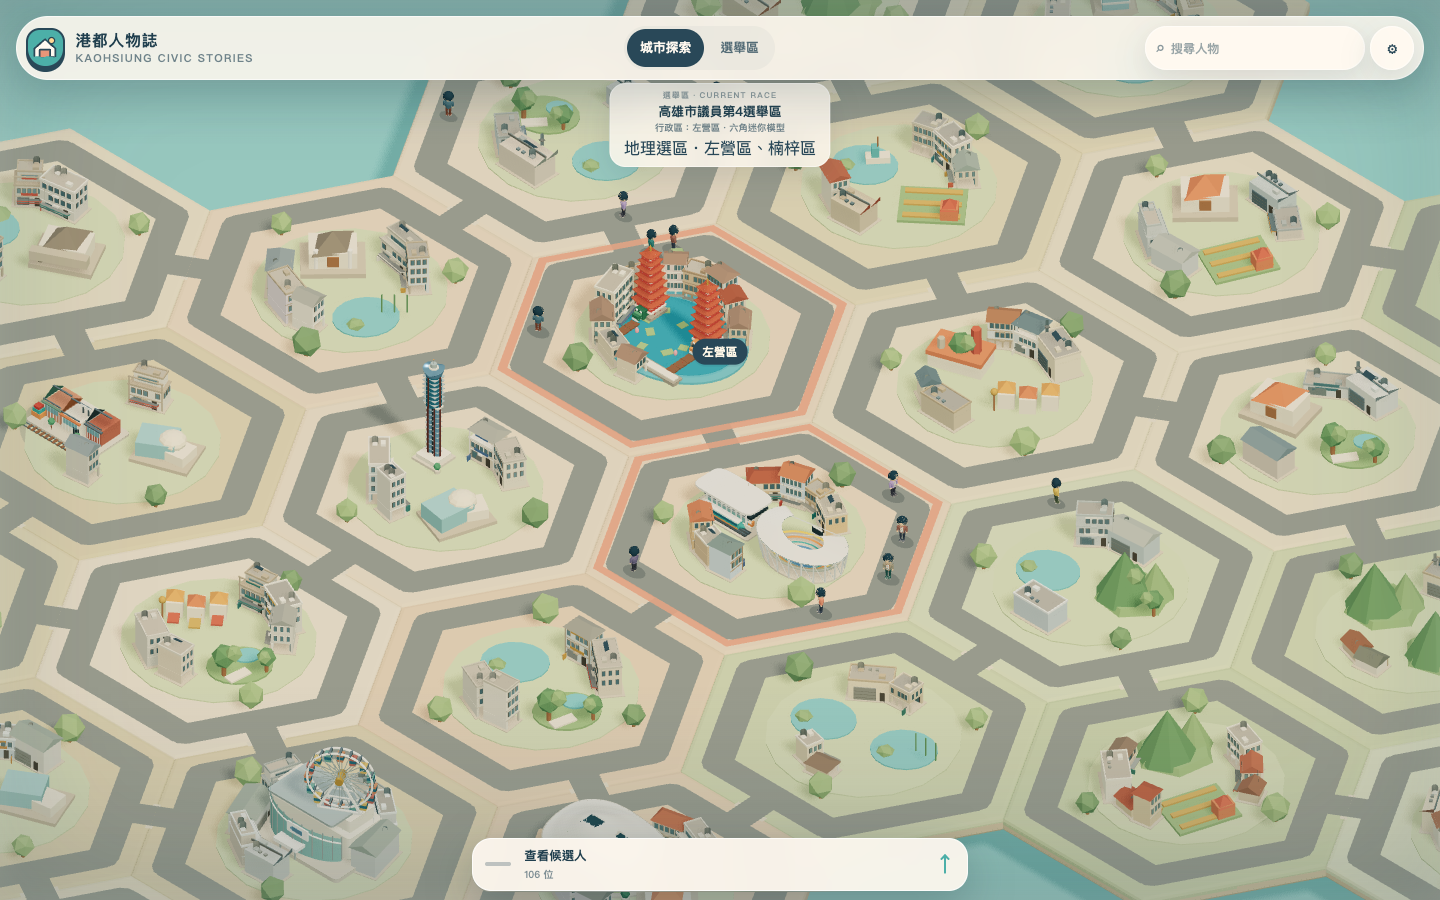 港都人物誌
KAOHSIUNG CIVIC STORIES
城市探索
選舉區
搜尋人物
選舉區 · CURRENT RACE
高雄市議員第4選舉區
行政區：左營區 · 六角迷你模型
地理選區 · 左營區、楠梓區
左營區
查看候選人
106 位